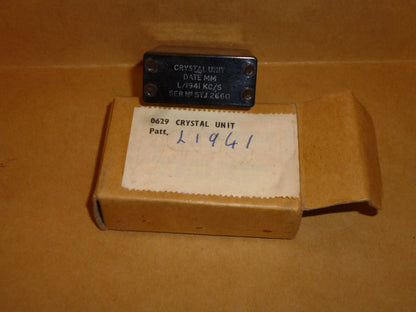 CRYSTAL UNIT
DATE MM
L/1941 KC/S
SER Nº STJ 2660
0629 CRYSTAL UNIT
Patt. L1941